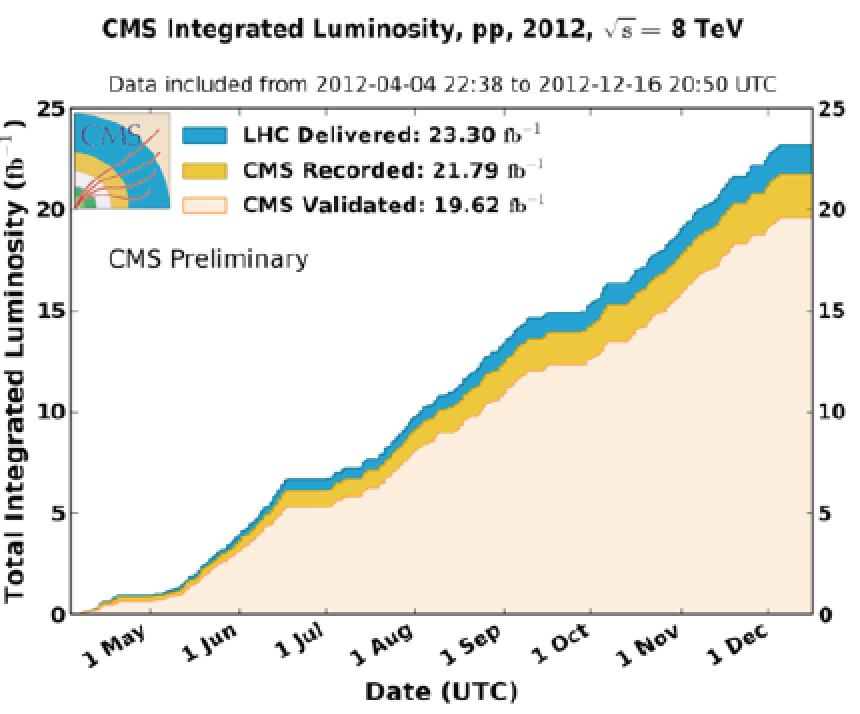 CMS Integrated Luminosity, pp, 2012, √s = 8 TeV
Data included from 2012-04-04 22:38 to 2012-12-16 20:50 UTC
Total Integrated Luminosity (fb⁻¹)
25
20
15
10
5
0
CMS
LHC Delivered: 23.30 fb⁻¹
CMS Recorded: 21.79 fb⁻¹
CMS Validated: 19.62 fb⁻¹
CMS Preliminary
25
20
15
10
5
0
1 May
1 Jun
1 Jul
1 Aug
1 Sep
1 Oct
1 Nov
1 Dec
Date (UTC)